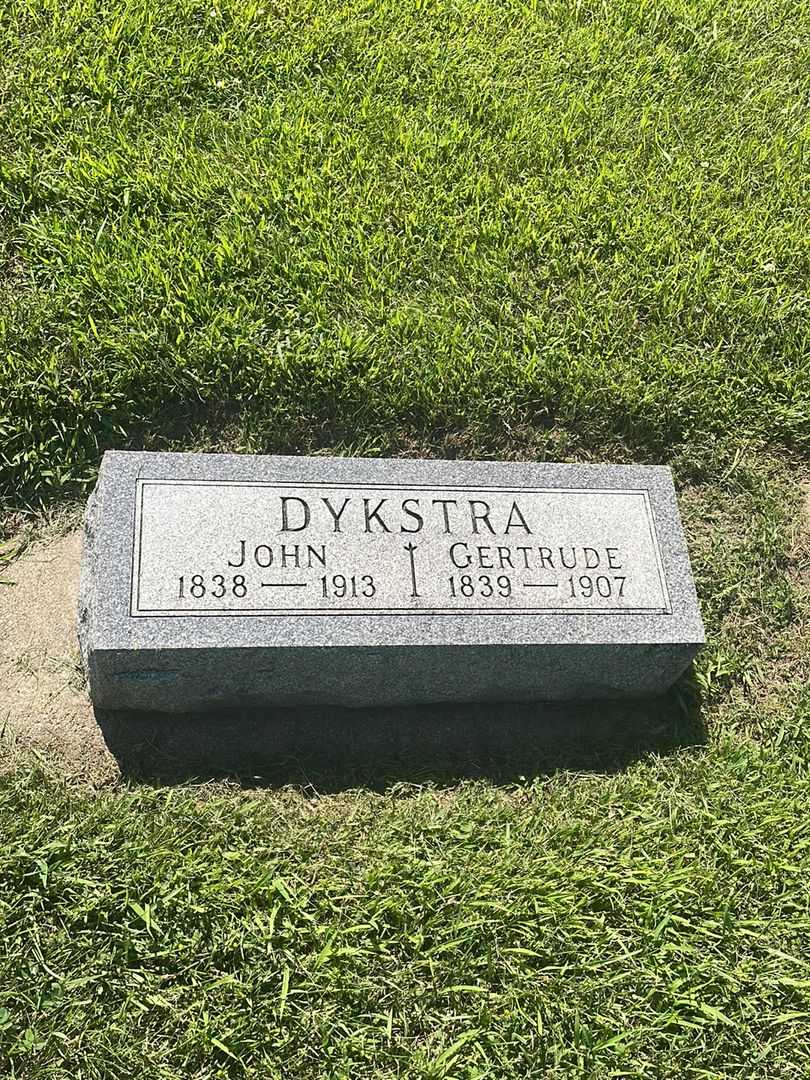 DYKSTRA
JOHN GERTRUDE
1838 — 1913 1839 — 1907